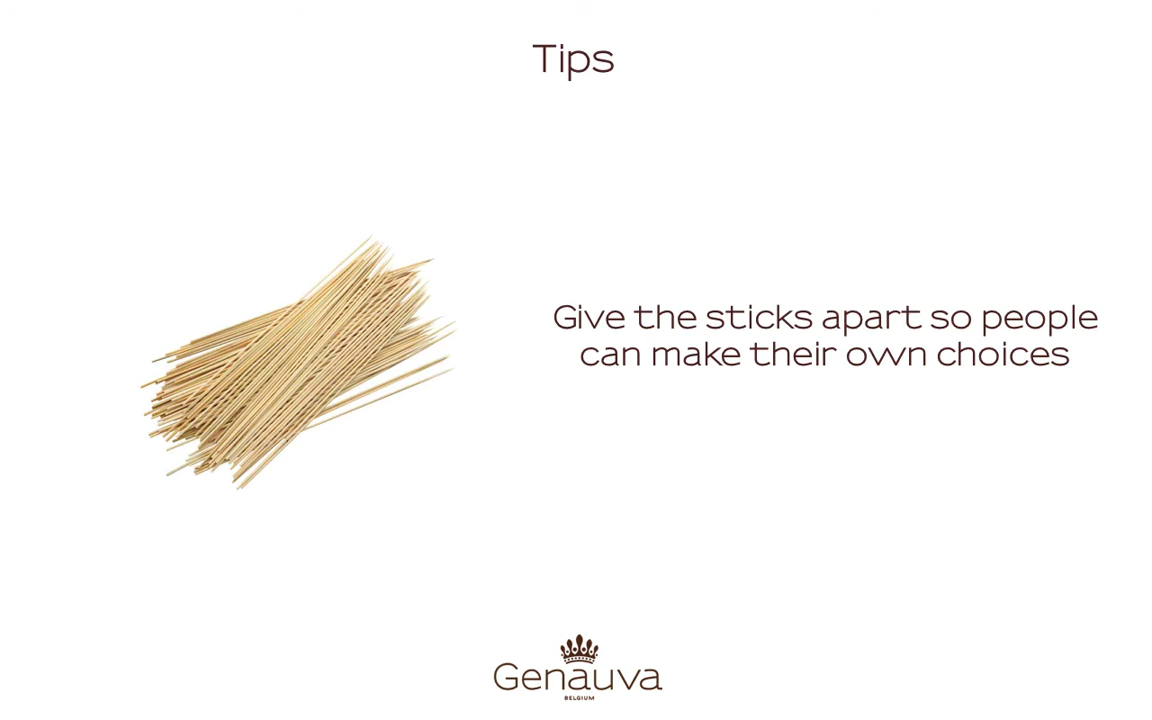 Tips
Give the sticks apart so people
can make their own choices
Genauva
BELGIUM